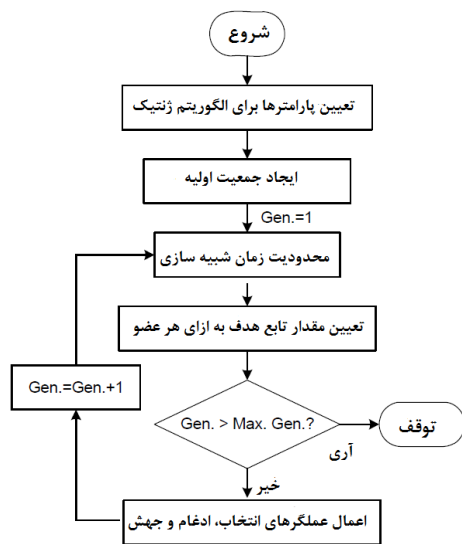 شروع
تعیین پارامترها برای الگوریتم ژنتیک
ایجاد جمعیت اولیه
Gen.=1
محدودیت زمان شبیه سازی
تعیین مقدار تابع هدف به ازای هر عضو
Gen.=Gen.+1
Gen. > Max. Gen.?
توقف
آری
خیر
اعمال عملگرهای انتخاب، ادغام و جهش